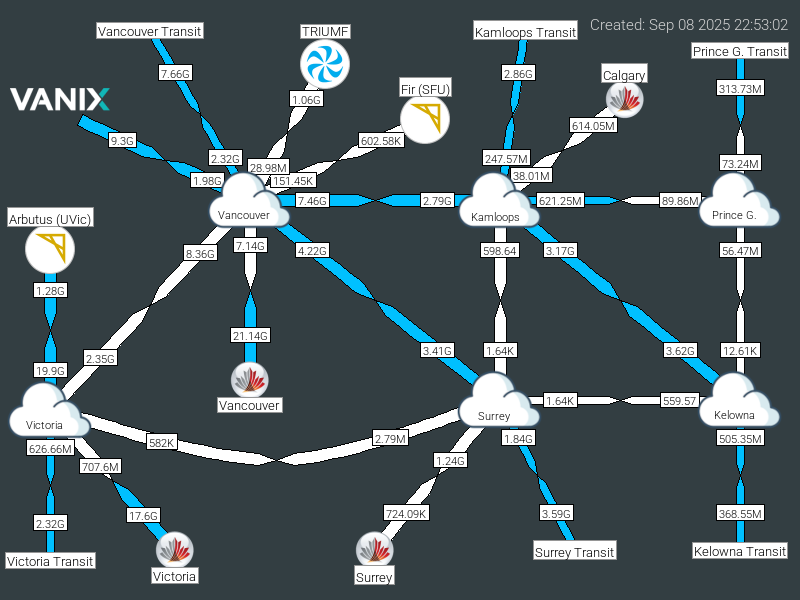 Created: Sep 08 2025 22:53:02
Vancouver Transit
TRIUMF
Kamloops Transit
Prince G. Transit
7.66G
2.86G
Calgary
313.73M
Fir (SFU)
VANIX
1.06G
614.05M
9.3G
602.58K
2.32G
247.57M
73.24M
28.98M
38.01M
1.98G
151.45K
7.46G
2.79G
621.25M
89.86M
Vancouver
Kamloops
Prince G.
Arbutus (UVic)
8.36G
7.14G
4.22G
598.64
3.17G
56.47M
1.28G
21.14G
2.35G
3.41G
1.64K
3.62G
12.61K
19.9G
Vancouver
1.64K
559.57
Victoria
Surrey
Kelowna
626.66M
582K
2.79M
1.84G
505.35M
707.6M
1.24G
17.6G
724.09K
3.59G
368.55M
2.32G
Victoria Transit
Victoria
Surrey
Surrey Transit
Kelowna Transit